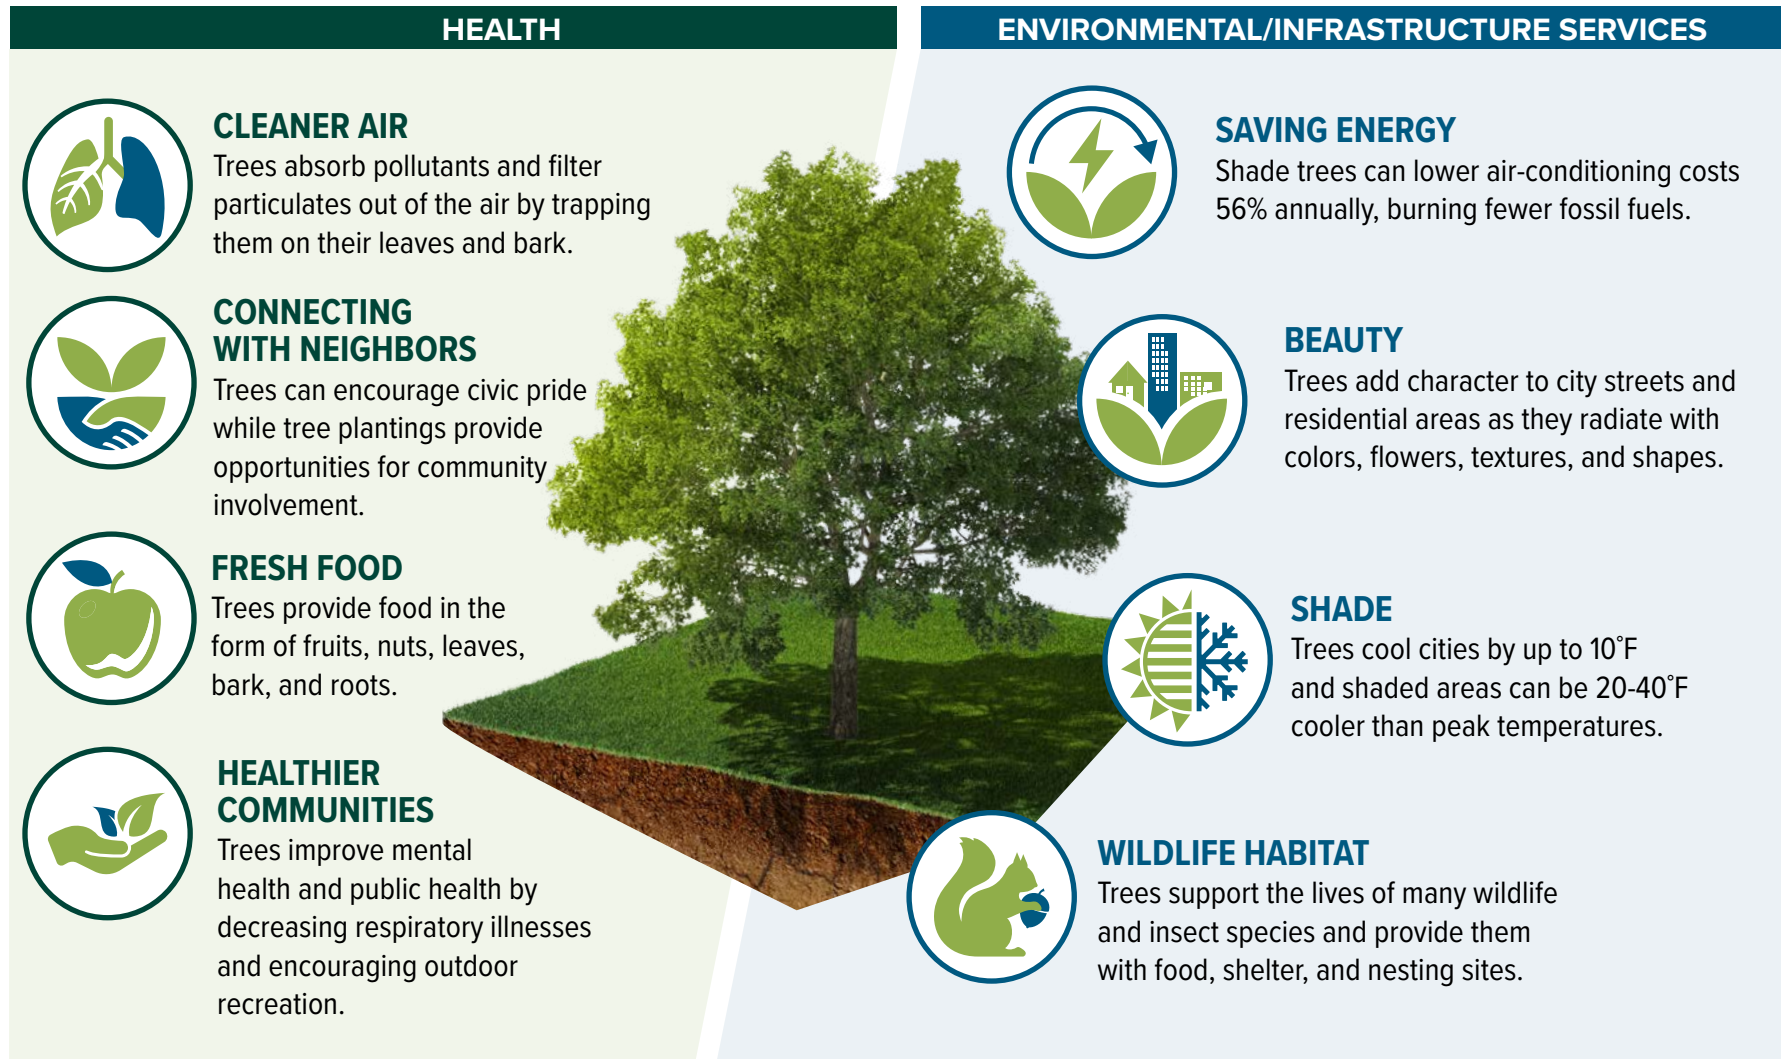 HEALTH
CLEANER AIR
Trees absorb pollutants and filter
particulates out of the air by trapping
them on their leaves and bark.
CONNECTING
WITH NEIGHBORS
Trees can encourage civic pride
while tree plantings provide
opportunities for community
involvement.
FRESH FOOD
Trees provide food in the
form of fruits, nuts, leaves,
bark, and roots.
HEALTHIER
COMMUNITIES
Trees improve mental
health and public health by
decreasing respiratory illnesses
and encouraging outdoor
recreation.
ENVIRONMENTAL/INFRASTRUCTURE SERVICES
SAVING ENERGY
Shade trees can lower air-conditioning costs
56% annually, burning fewer fossil fuels.
BEAUTY
Trees add character to city streets and
residential areas as they radiate with
colors, flowers, textures, and shapes.
SHADE
Trees cool cities by up to 10˚F
and shaded areas can be 20-40˚F
cooler than peak temperatures.
WILDLIFE HABITAT
Trees support the lives of many wildlife
and insect species and provide them
with food, shelter, and nesting sites.